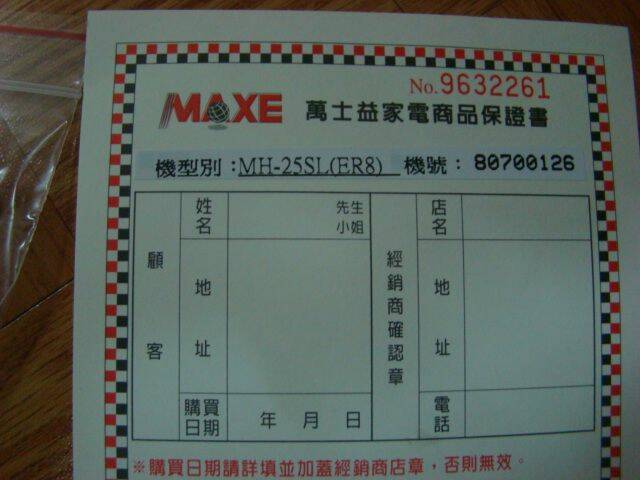 No.9632261
MAXE 萬士益家電商品保證書
機型別：MH-25SL(ER8) 機號：80700126
顧客
姓名
先生
小姐
地址
購買日期
年 月 日
經銷商確認章
店名
地址
電話
※購買日期請詳填並加蓋經銷商店章，否則無效。